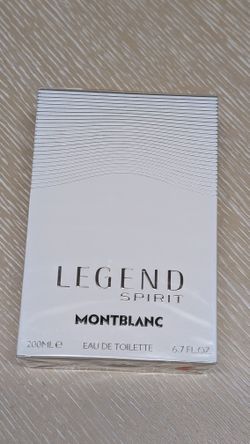 LEGEND
SPIRIT
MONTBLANC
200ML℮ EAU DE TOILETTE 6.7 FL.OZ